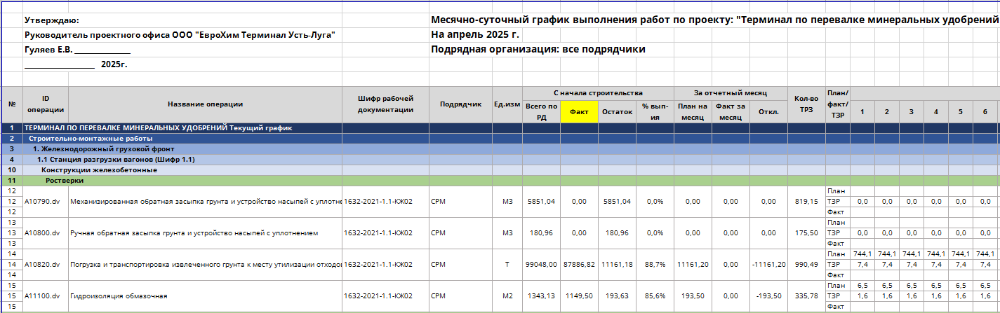 Утверждаю:
Месячно-суточный график выполнения работ по проекту: "Терминал по перевалке минеральных удобрений
Руководитель проектного офиса ООО "ЕвроХим Терминал Усть-Луга"
На апрель 2025 г.
Гуляев Е.В. _______________
Подрядная организация: все подрядчики
___________________ 2025г.
№ ID операции Название операции Шифр рабочей документации Подрядчик Ед.изм С начала строительства За отчетный месяц Кол-во ТРЗ План/ факт/ ТЗР
Всего по РД Факт Остаток % вып-ия План на месяц Факт за месяц Откл. 1 2 3 4 5 6
1 ТЕРМИНАЛ ПО ПЕРЕВАЛКЕ МИНЕРАЛЬНЫХ УДОБРЕНИЙ Текущий график
2 Строительно-монтажные работы
3 1. Железнодорожный грузовой фронт
4 1.1 Станция разгрузки вагонов (Шифр 1.1)
10 Конструкции железобетонные
11 Ростверки
12 План
12 A10790.dv Механизированная обратная засыпка грунта и устройство насыпей с уплотне 1632-2021-1.1-КЖ02 СРМ М3 5851,04 0,00 5851,04 0,0% 0,00 0,00 0,00 819,15 ТЗР 0,0 0,0 0,0 0,0 0,0 0,0
12 Факт
13 План
13 A10800.dv Ручная обратная засыпка грунта и устройство насыпей с уплотнением 1632-2021-1.1-КЖ02 СРМ М3 180,96 0,00 180,96 0,0% 0,00 0,00 0,00 175,50 ТЗР 0,0 0,0 0,0 0,0 0,0 0,0
13 Факт
14 План 744,1 744,1 744,1 744,1 744,1 744,1
14 A10820.dv Погрузка и транспортировка извлеченного грунта к месту утилизации отходо 1632-2021-1.1-КЖ02 СРМ Т 99048,00 87886,82 11161,18 88,7% 11161,20 0,00 -11161,20 990,49 ТЗР 7,4 7,4 7,4 7,4 7,4 7,4
14 Факт
15 План 6,5 6,5 6,5 6,5 6,5 6,5
15 A11100.dv Гидроизоляция обмазочная 1632-2021-1.1-КЖ02 СРМ М2 1343,13 1149,50 193,63 85,6% 193,50 0,00 -193,50 335,78 ТЗР 1,6 1,6 1,6 1,6 1,6 1,6
15 Факт